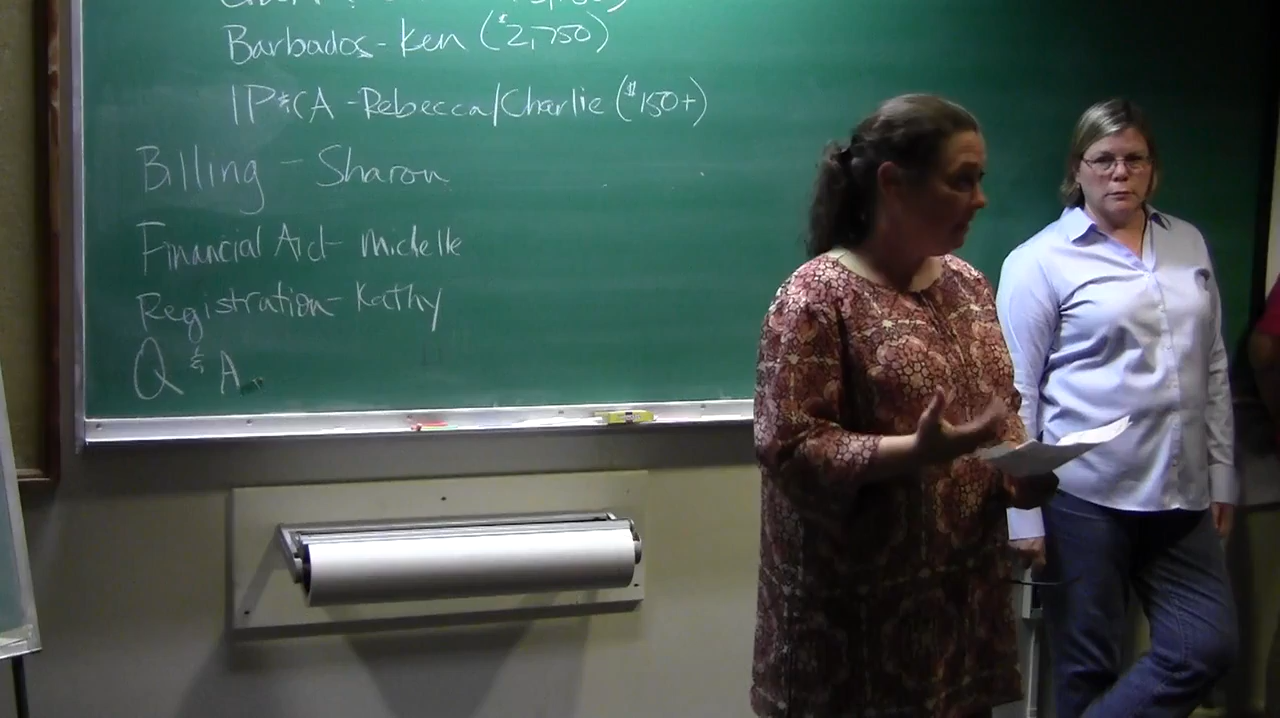 Barbados - Ken ($2,750)
IP*CA - Rebecca/Charlie ($150+)
Billing - Sharon
Financial Aid - Michelle
Registration - Kathy
Q & A